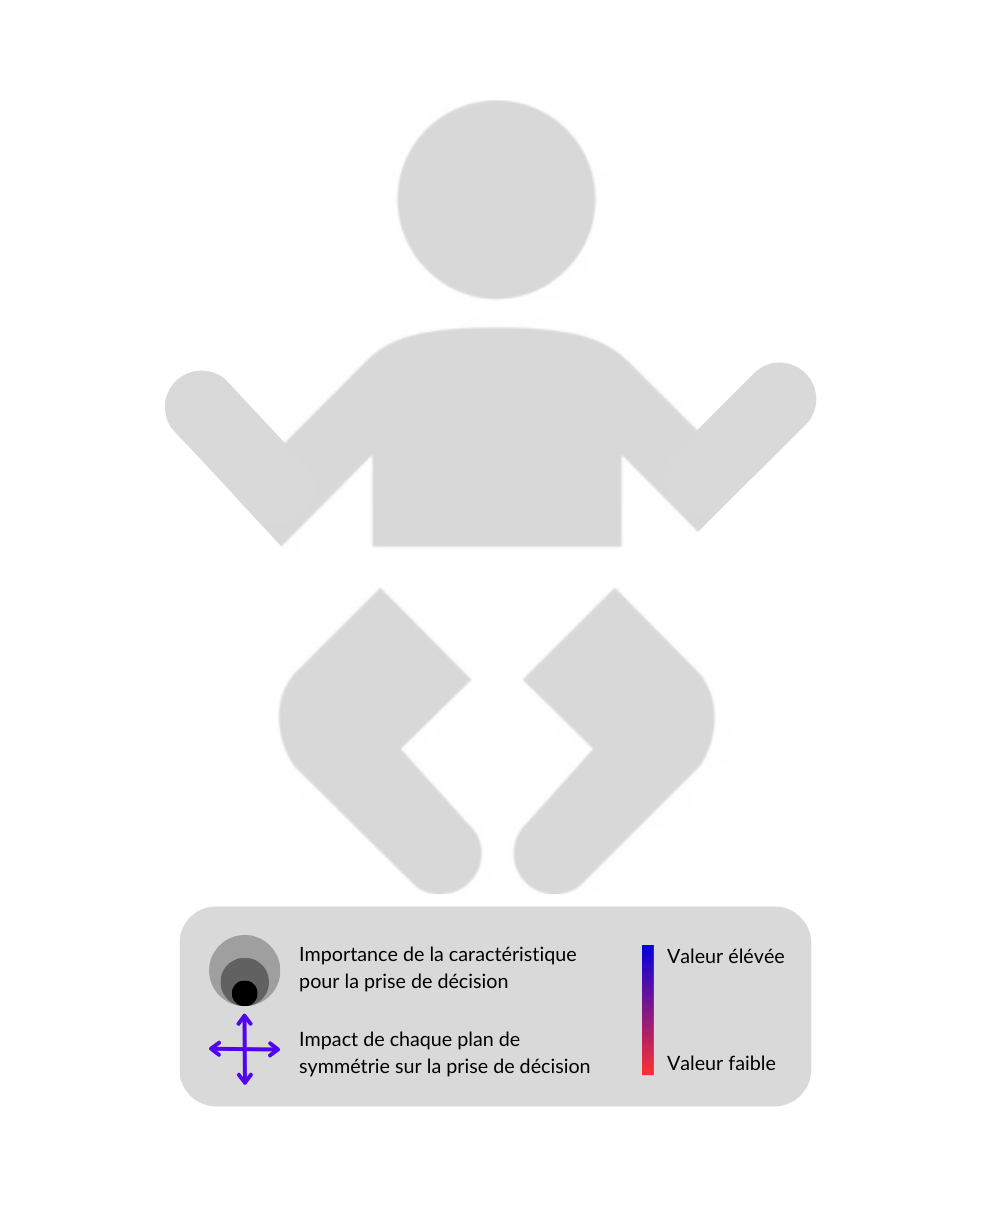 Importance de la caractéristique
pour la prise de décision
Impact de chaque plan de
symmétrie sur la prise de décision
Valeur élévée
Valeur faible